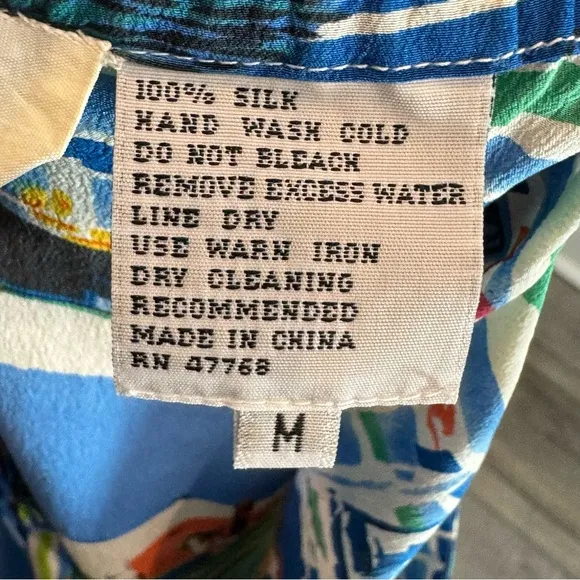 100% SILK
HAND WASH COLD
DO NOT BLEACH
REMOVE EXCESS WATER
LINE DRY
USE WARN IRON
DRY CLEANING
RECOMMENDED
MADE IN CHINA
RN 47768
M